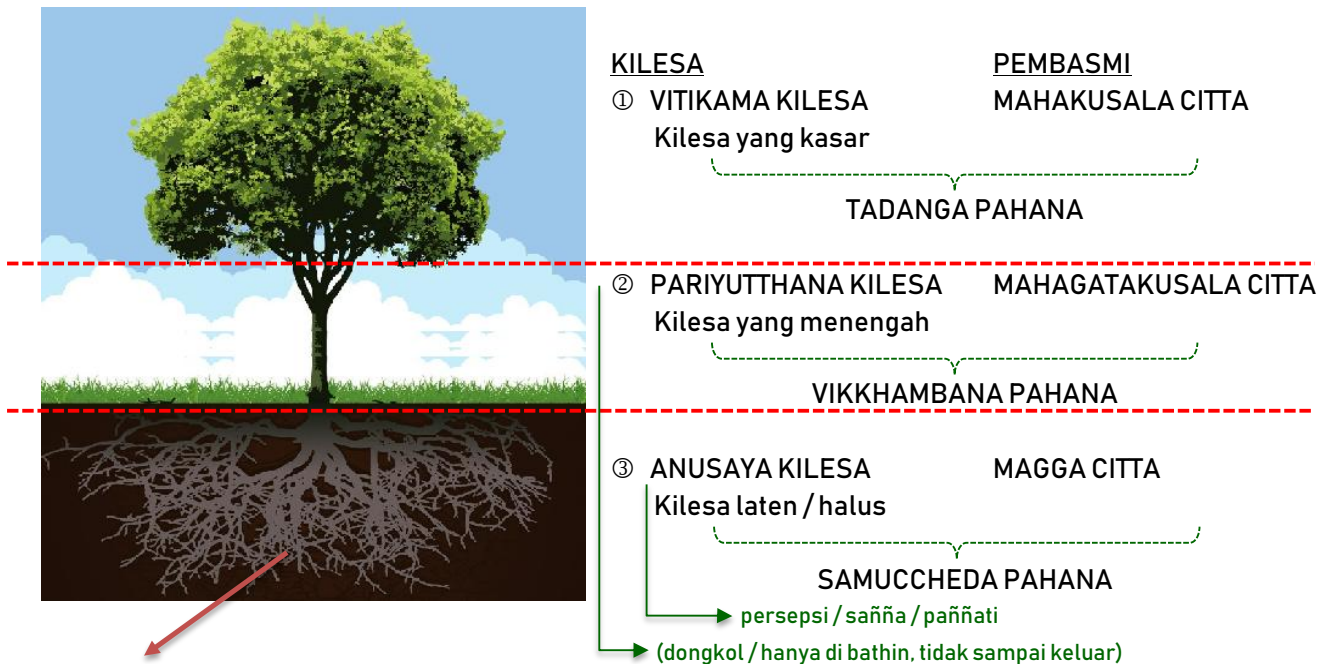 KILESA PEMBASMI
① VITIKAMA KILESA MAHAKUSALA CITTA
Kilesa yang kasar
TADANGA PAHANA
② PARIYUTTHANA KILESA MAHAGATAKUSALA CITTA
Kilesa yang menengah
VIKKHAMBANA PAHANA
③ ANUSAYA KILESA MAGGA CITTA
Kilesa laten / halus
SAMUCCHEDA PAHANA
persepsi / sañña / paññati
(dongkol / hanya di bathin, tidak sampai keluar)